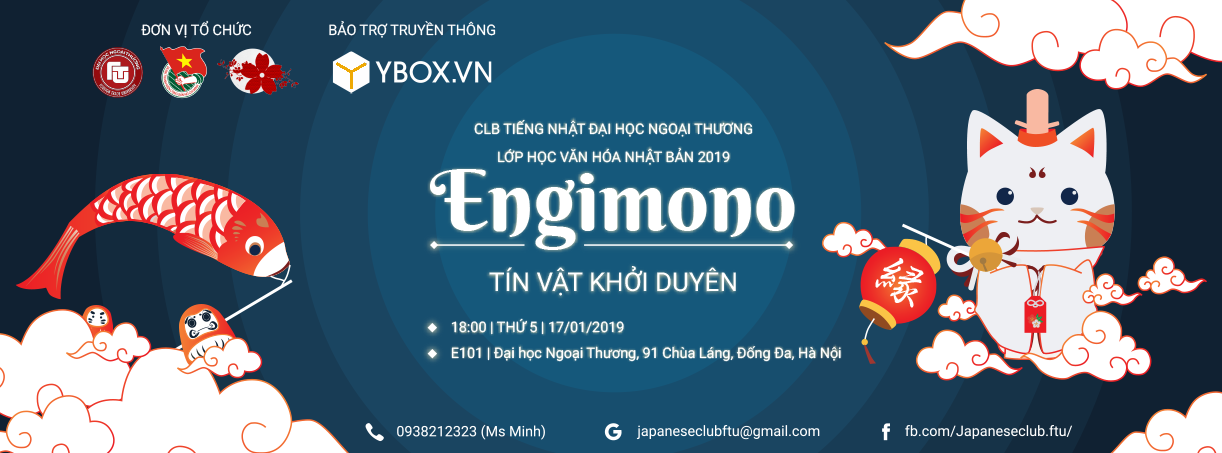 ĐƠN VỊ TỔ CHỨC
BẢO TRỢ TRUYỀN THÔNG
YBOX.VN
CLB TIẾNG NHẬT ĐẠI HỌC NGOẠI THƯƠNG
LỚP HỌC VĂN HÓA NHẬT BẢN 2019
Engimono
TÍN VẬT KHỞI DUYÊN
縁
18:00 | THỨ 5 | 17/01/2019
E101 | Đại học Ngoại Thương, 91 Chùa Láng, Đống Đa, Hà Nội
0938212323 (Ms Minh)
japaneseclubftu@gmail.com
fb.com/Japaneseclub.ftu/